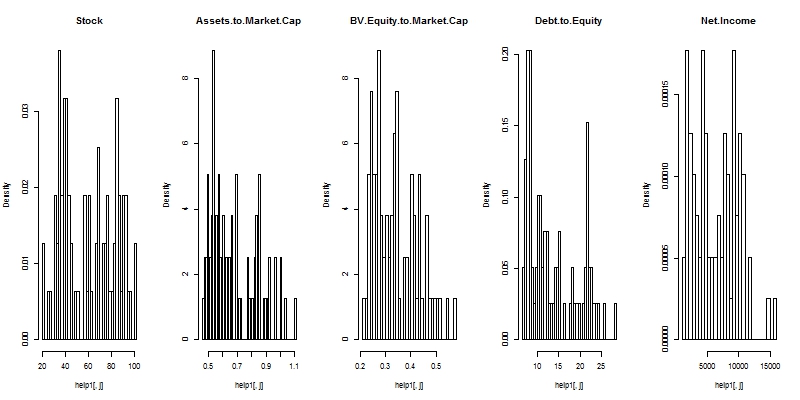 Stock
Density
0.00 0.01 0.02 0.03
20 40 60 80 100
help1[, j]
Assets.to.Market.Cap
Density
0 2 4 6 8
0.5 0.7 0.9 1.1
help1[, j]
BV.Equity.to.Market.Cap
Density
0 2 4 6 8
0.2 0.3 0.4 0.5
help1[, j]
Debt.to.Equity
Density
0.00 0.05 0.10 0.15 0.20
10 15 20 25
help1[, j]
Net.Income
Density
0.00000 0.00005 0.00010 0.00015
5000 10000 15000
help1[, j]